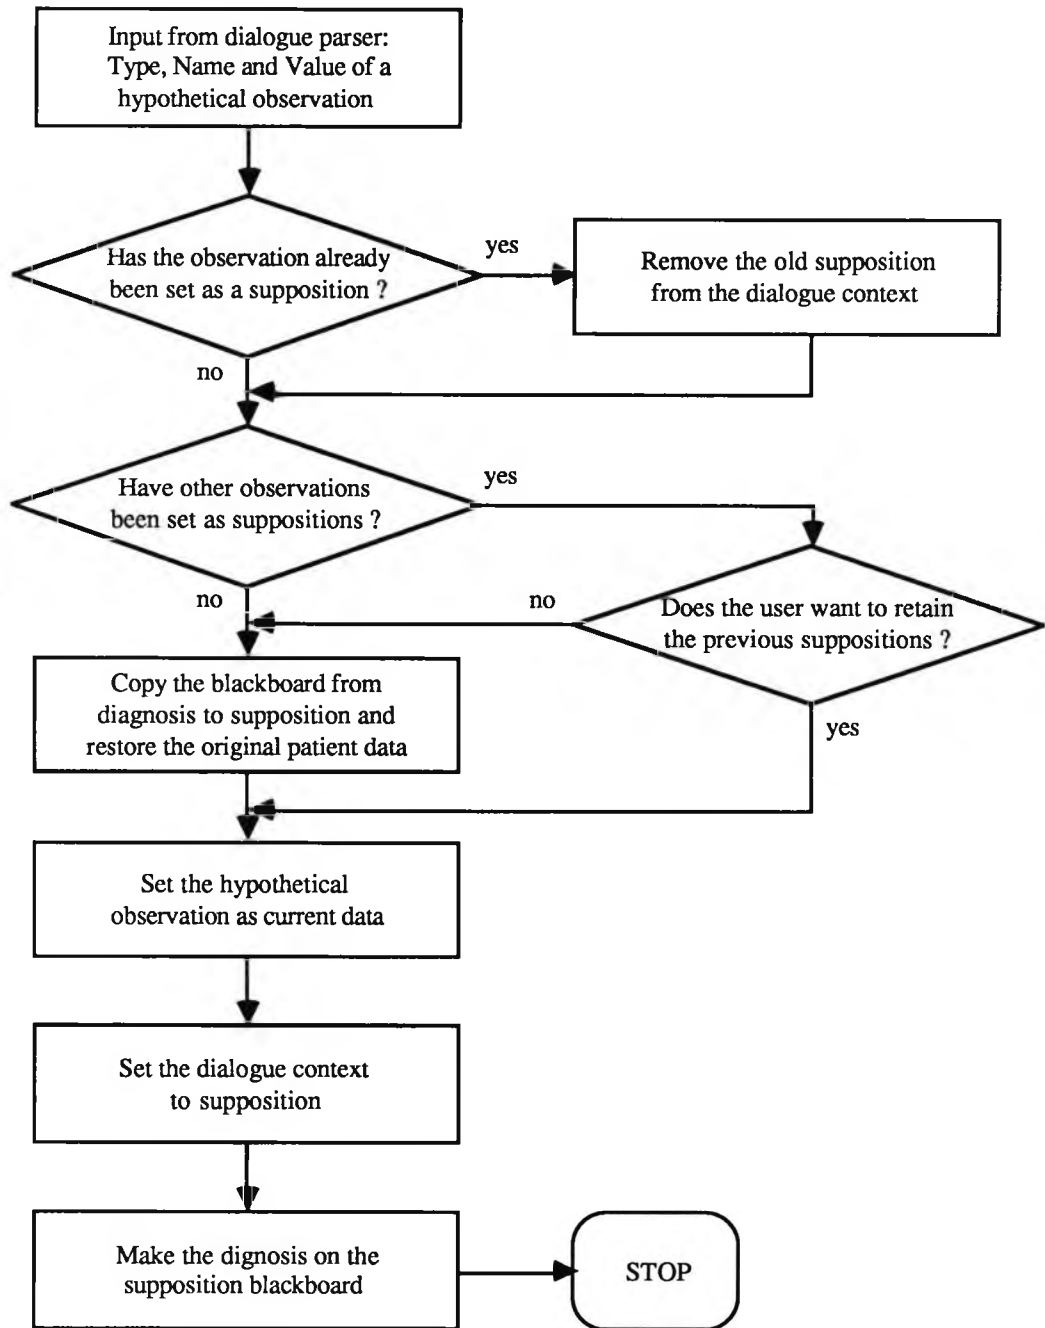 Input from dialogue parser:
Type, Name and Value of a
hypothetical observation
Has the observation already
been set as a supposition ?
yes
Remove the old supposition
from the dialogue context
no
Have other observations
been set as suppositions ?
yes
no
Does the user want to retain
the previous suppositions ?
no
yes
Copy the blackboard from
diagnosis to supposition and
restore the original patient data
Set the hypothetical
observation as current data
Set the dialogue context
to supposition
Make the dignosis on the
supposition blackboard
STOP